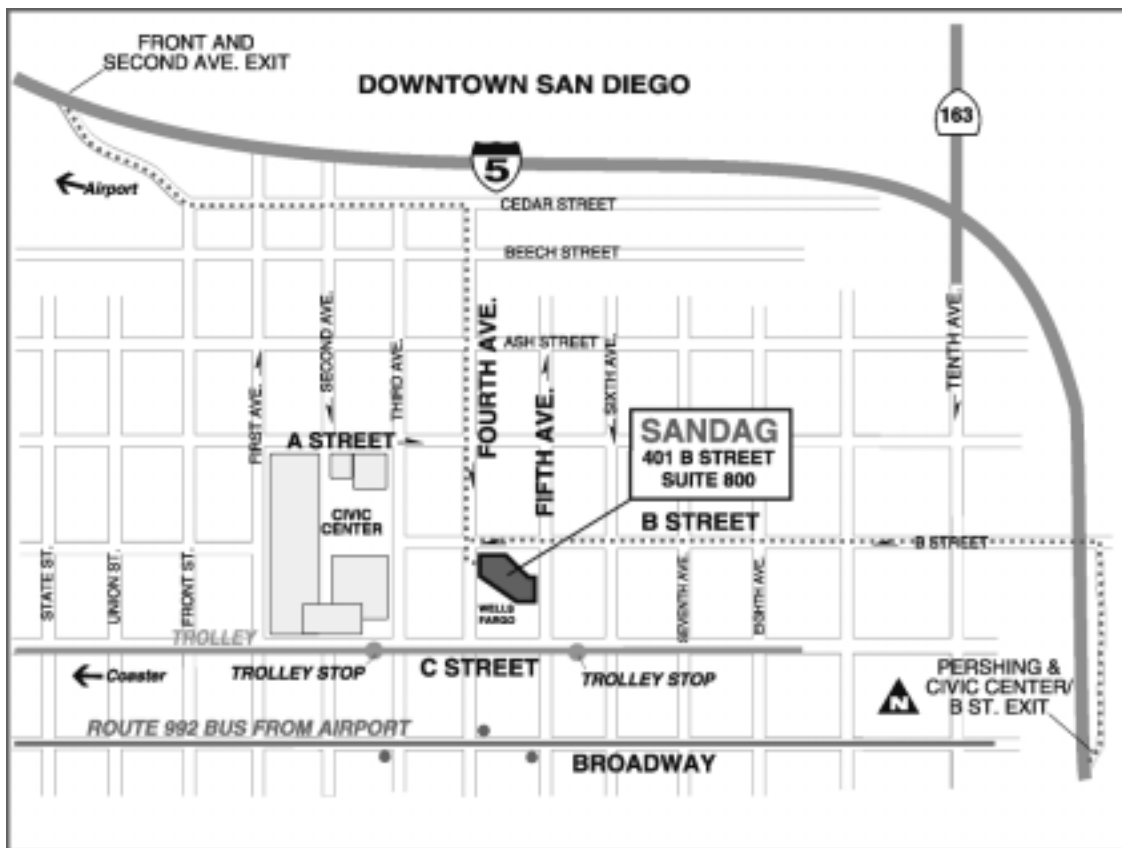 FRONT AND
SECOND AVE. EXIT
DOWNTOWN SAN DIEGO
163
5
Airport
CEDAR STREET
BEECH STREET
ASH STREET
FIRST AVE.
SECOND AVE.
THIRD AVE.
FOURTH AVE.
FIFTH AVE.
SIXTH AVE.
TENTH AVE.
A STREET
SANDAG
401 B STREET
SUITE 800
CIVIC
CENTER
B STREET
B STREET
STATE ST.
UNION ST.
FRONT ST.
WELLS
FARGO
SEVENTH AVE.
EIGHTH AVE.
TROLLEY
TROLLEY STOP
C STREET
TROLLEY STOP
Coaster
PERSHING &
CIVIC CENTER/
B ST. EXIT
N
ROUTE 992 BUS FROM AIRPORT
BROADWAY